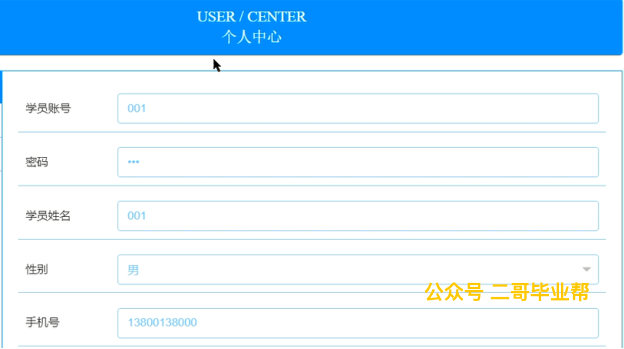 USER / CENTER
个人中心
学员账号
001
密码
•••
学员姓名
001
性别
男
公众号 二哥毕业帮
手机号
13800138000